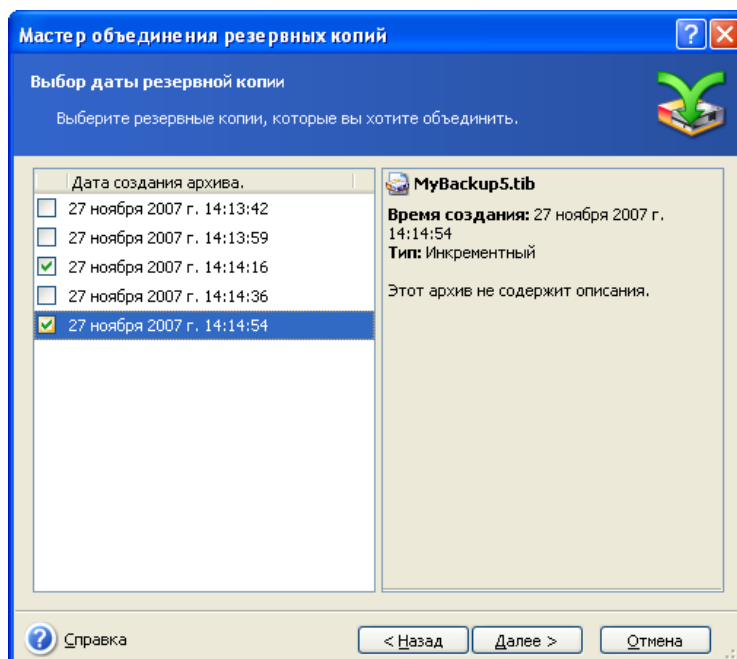 Мастер объединения резервных копий
Выбор даты резервной копии
Выберите резервные копии, которые вы хотите объединить.
Дата создания архива.
27 ноября 2007 г. 14:13:42
27 ноября 2007 г. 14:13:59
27 ноября 2007 г. 14:14:16
27 ноября 2007 г. 14:14:36
27 ноября 2007 г. 14:14:54
MyBackup5.tib
Время создания: 27 ноября 2007 г.
14:14:54
Тип: Инкрементный
Этот архив не содержит описания.
Справка
< Назад
Далее >
Отмена